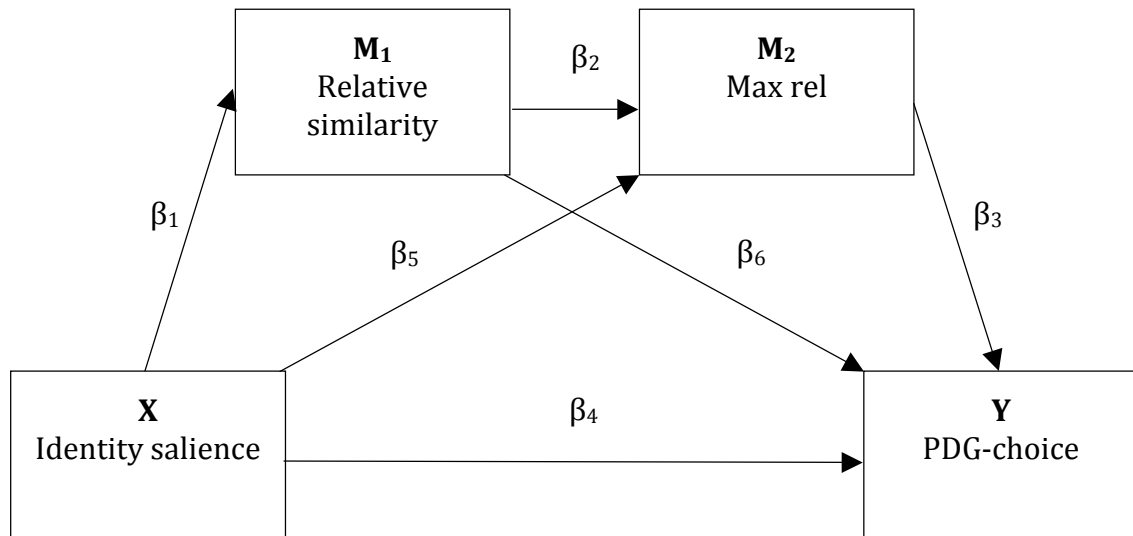 M₁
Relative
similarity
β₂
M₂
Max rel
β₁
β₅
β₆
β₃
X
Identity salience
β₄
Y
PDG-choice